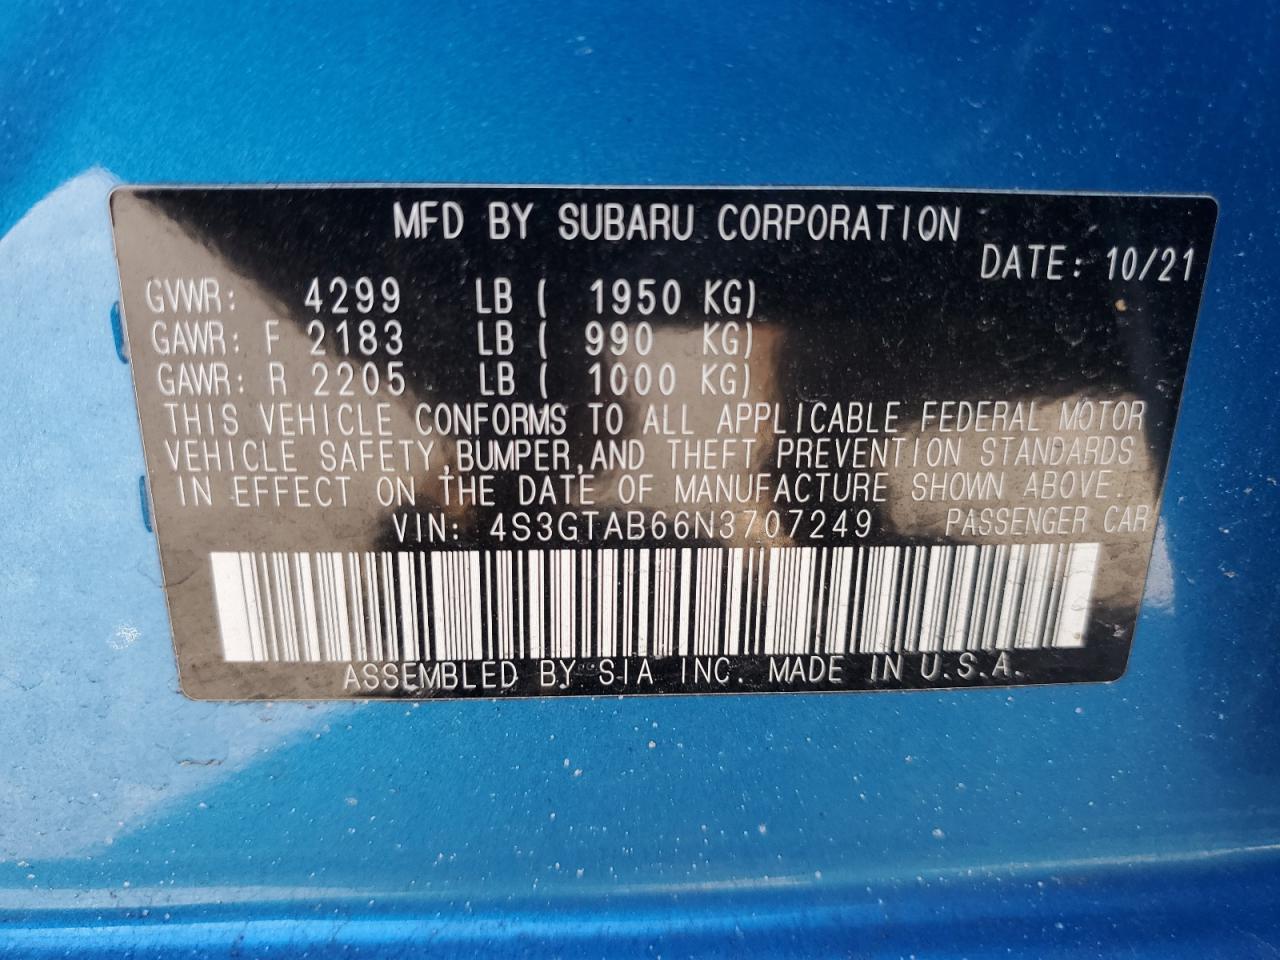 MFD BY SUBARU CORPORATION
DATE: 10/21
GVWR: 4299 LB ( 1950 KG)
GAWR: F 2183 LB ( 990 KG)
GAWR: R 2205 LB ( 1000 KG)
THIS VEHICLE CONFORMS TO ALL APPLICABLE FEDERAL MOTOR
VEHICLE SAFETY,BUMPER,AND THEFT PREVENTION STANDARDS
IN EFFECT ON THE DATE OF MANUFACTURE SHOWN ABOVE.
VIN: 4S3GTAB66N3707249 PASSENGER CAR
ASSEMBLED BY SIA INC. MADE IN U.S.A.